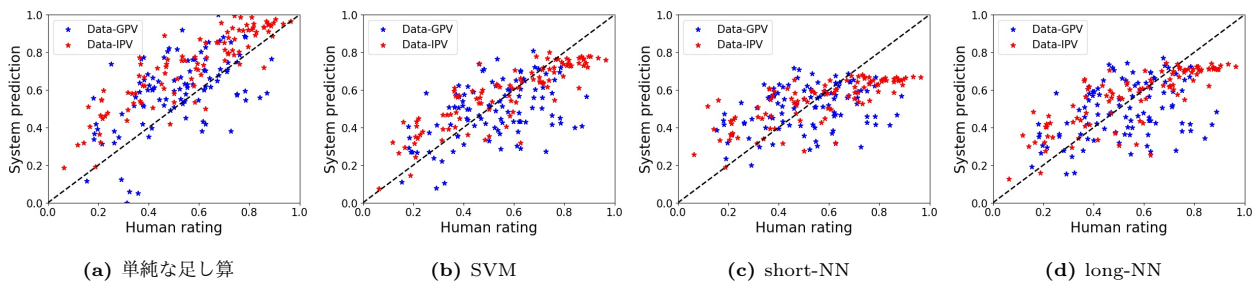 System prediction
1.0
0.8
0.6
0.4
0.2
0.0
Data-GPV
Data-IPV
0.0 0.2 0.4 0.6 0.8 1.0
Human rating
(a) 単純な足し算
System prediction
1.0
0.8
0.6
0.4
0.2
0.0
Data-GPV
Data-IPV
0.0 0.2 0.4 0.6 0.8 1.0
Human rating
(b) SVM
System prediction
1.0
0.8
0.6
0.4
0.2
0.0
Data-GPV
Data-IPV
0.0 0.2 0.4 0.6 0.8 1.0
Human rating
(c) short-NN
System prediction
1.0
0.8
0.6
0.4
0.2
0.0
Data-GPV
Data-IPV
0.0 0.2 0.4 0.6 0.8 1.0
Human rating
(d) long-NN